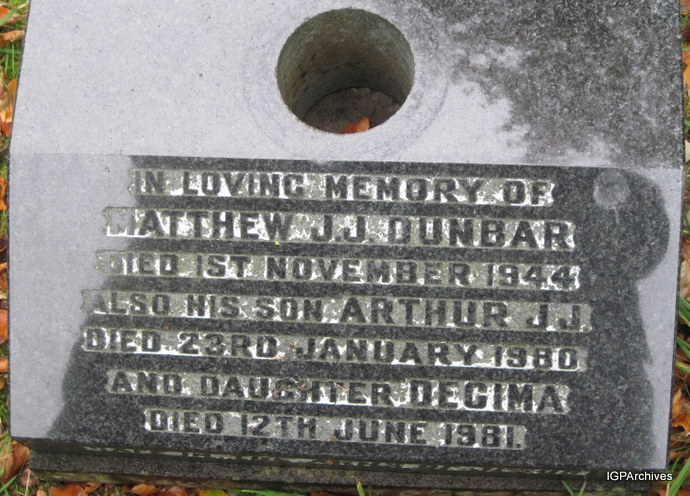 IN LOVING MEMORY OF
MATTHEW J.J. DUNBAR
DIED 1ST NOVEMBER 1944
ALSO HIS SON ARTHUR J.J.
DIED 23RD JANUARY 1980
AND DAUGHTER DECIMA
DIED 12TH JUNE 1981.
IGPArchives